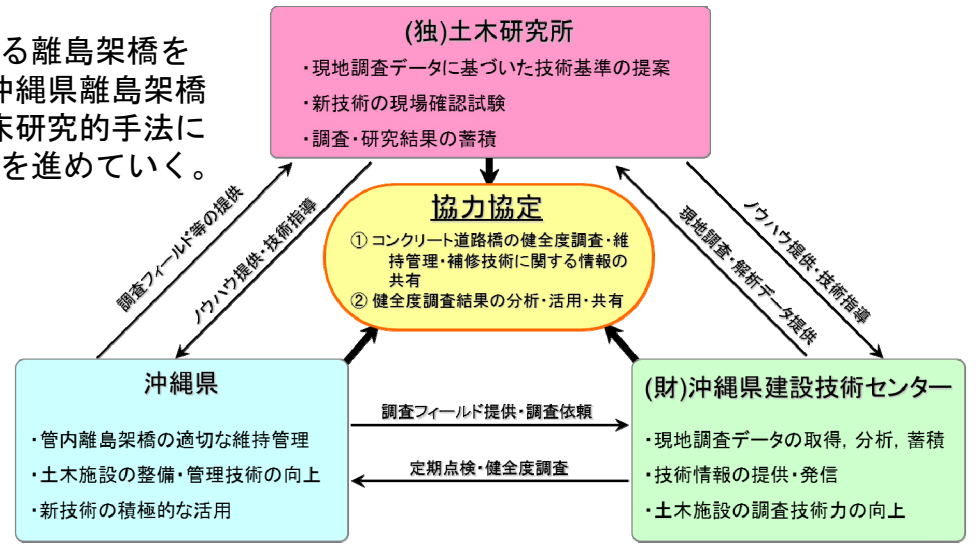 る離島架橋を
沖縄県離島架橋
末研究的手法に
を進めていく。
(独)土木研究所
・現地調査データに基づいた技術基準の提案
・新技術の現場確認試験
・調査・研究結果の蓄積
協力協定
① コンクリート道路橋の健全度調査・維
持管理・補修技術に関する情報の
共有
② 健全度調査結果の分析・活用・共有
調査フィールド等の提供
ノウハウ提供・技術指導
現地調査・解析データ提供
ノウハウ提供・技術指導
沖縄県
・管内離島架橋の適切な維持管理
・土木施設の整備・管理技術の向上
・新技術の積極的な活用
調査フィールド提供・調査依頼
定期点検・健全度調査
(財)沖縄県建設技術センター
・現地調査データの取得, 分析, 蓄積
・技術情報の提供・発信
・土木施設の調査技術力の向上